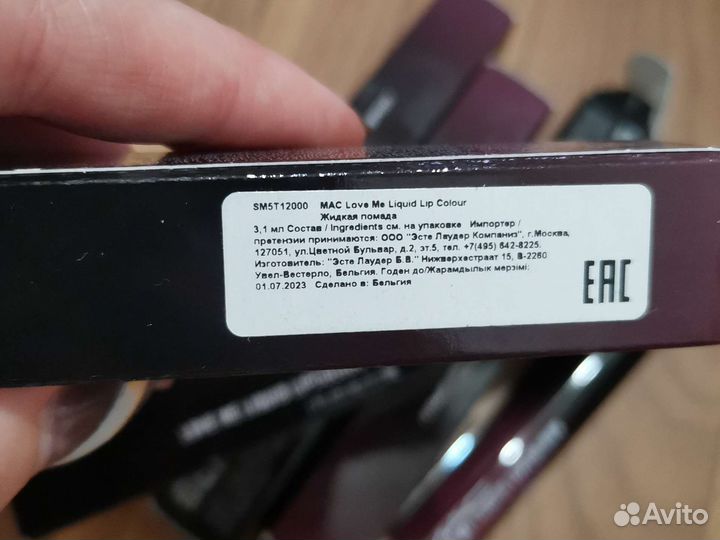 SM5T12000 MAC Love Me Liquid Lip Colour
Жидкая помада
3,1 мл Состав / Ingredients см. на упаковке Импортер /
претензии принимаются: ООО "Эсте Лаудер Компаниз", г.Москва,
127051, ул.Цветной Бульвар, д.2, эт.5, тел. +7(495) 642-8225.
Изготовитель: "Эсте Лаудер Б.В." Нижверхестраат 15, В-2260
Увел-Вестерло, Бельгия. Годен до/Жарамдылық мерзімі:
01.07.2023 Сделано в: Бельгия
EAC
Avito